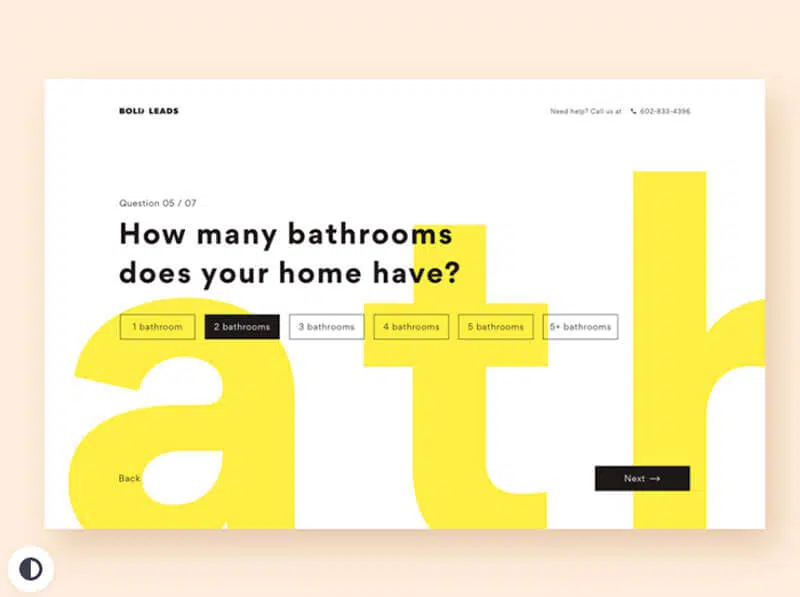 BOLD LEADS
Need help? Call us at 602-833-4396
Question 05 / 07
How many bathrooms
does your home have?
1 bathroom 2 bathrooms 3 bathrooms 4 bathrooms 5 bathrooms 5+ bathrooms
ath
Back Next →